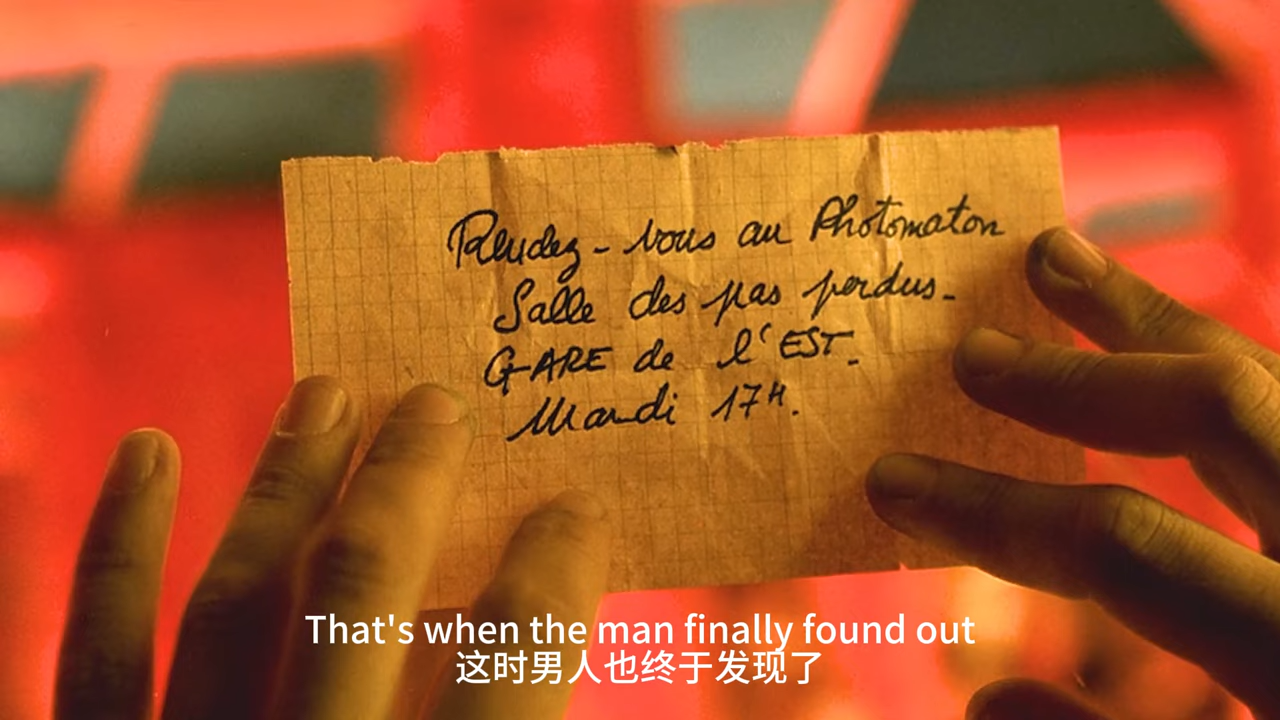 Rendez-vous au Photomaton
Salle des pas perdus.
GARE de l'EST.
Mardi 17H.
That's when the man finally found out
这时男人也终于发现了